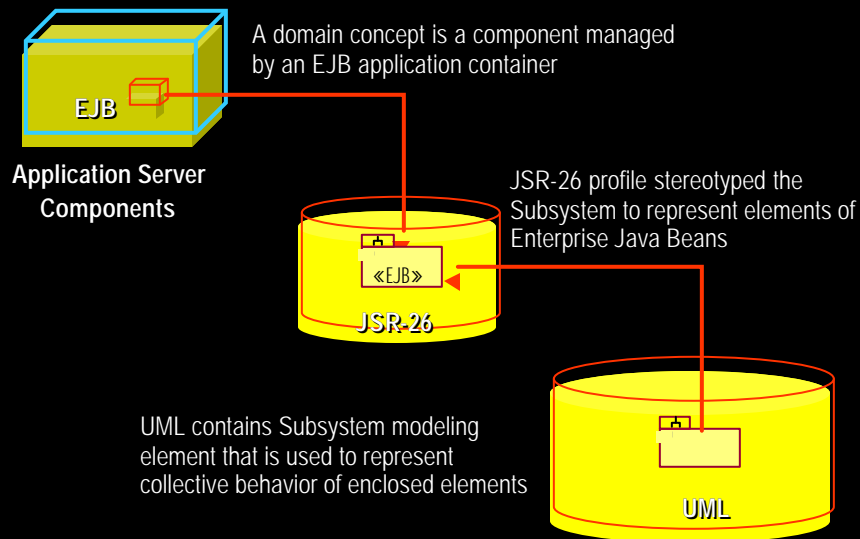 A domain concept is a component managed
by an EJB application container
EJB
Application Server
Components
JSR-26 profile stereotyped the
Subsystem to represent elements of
Enterprise Java Beans
«EJB»
JSR-26
UML contains Subsystem modeling
element that is used to represent
collective behavior of enclosed elements
UML